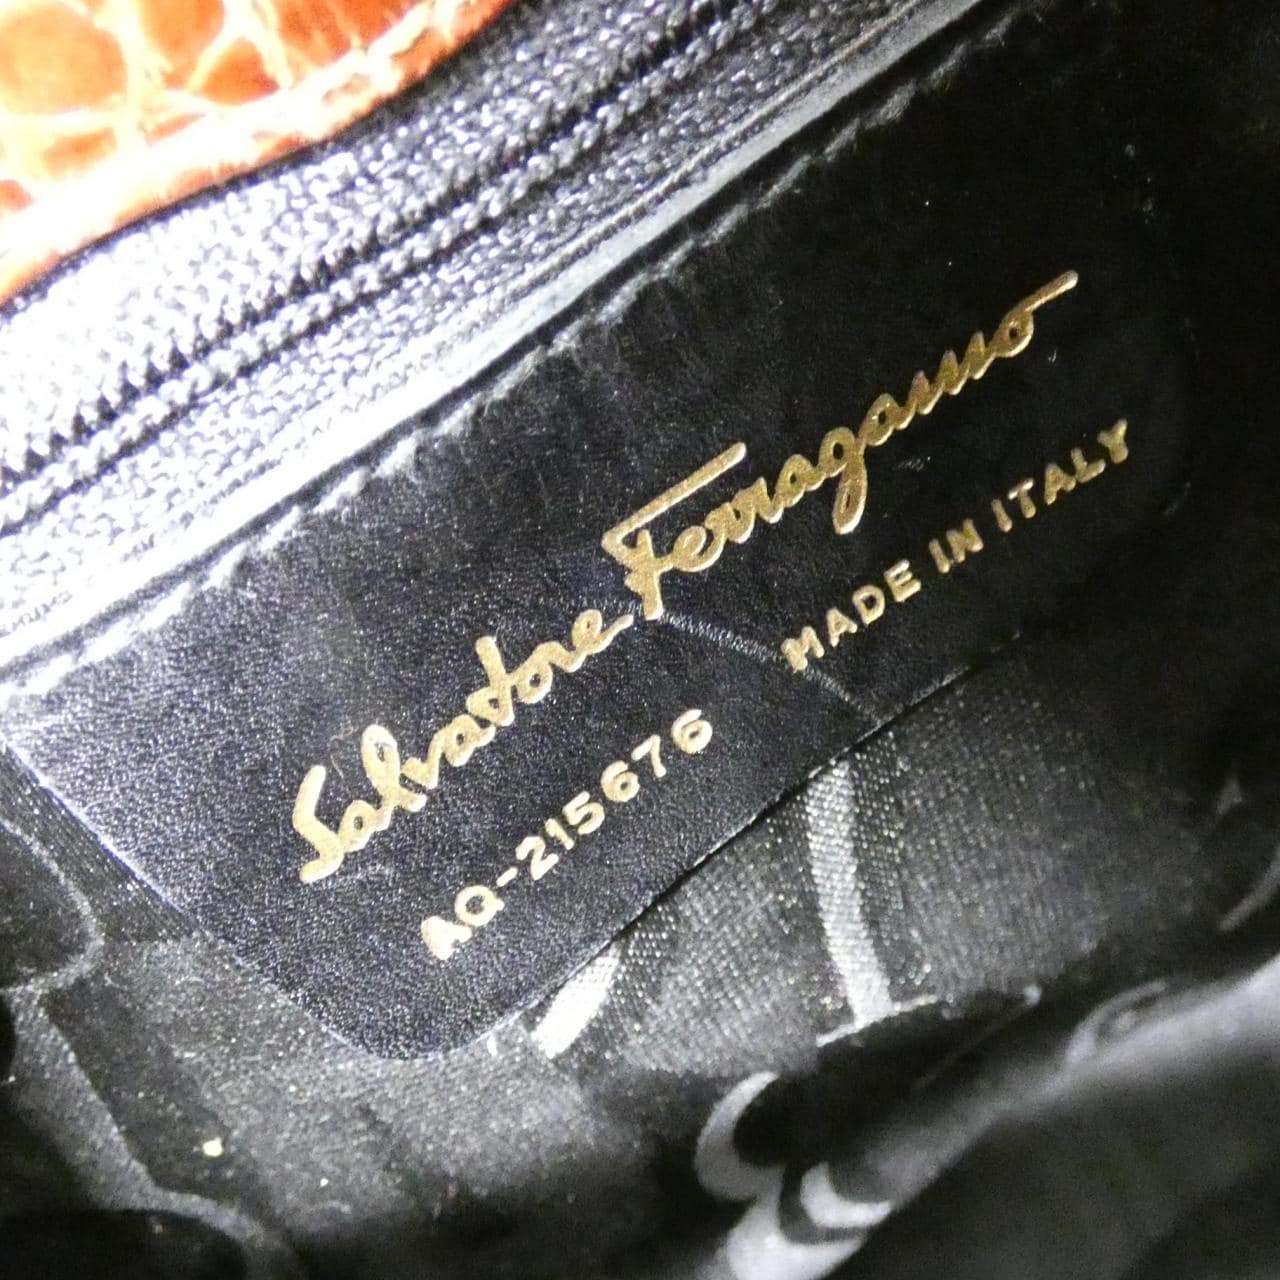 Salvatore Ferragamo
AQ-215676 MADE IN ITALY